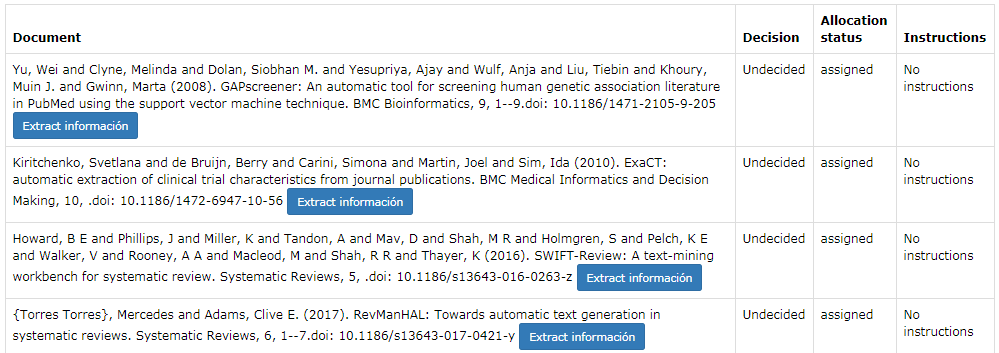 Document Decision Allocation status Instructions
Yu, Wei and Clyne, Melinda and Dolan, Siobhan M. and Yesupriya, Ajay and Wulf, Anja and Liu, Tiebin and Khoury, Undecided assigned No
Muin J. and Gwinn, Marta (2008). GAPscreener: An automatic tool for screening human genetic association literature instructions
in PubMed using the support vector machine technique. BMC Bioinformatics, 9, 1--9.doi: 10.1186/1471-2105-9-205
Extract información
Kiritchenko, Svetlana and de Bruijn, Berry and Carini, Simona and Martin, Joel and Sim, Ida (2010). ExaCT: Undecided assigned No
automatic extraction of clinical trial characteristics from journal publications. BMC Medical Informatics and Decision instructions
Making, 10, .doi: 10.1186/1472-6947-10-56 Extract información
Howard, B E and Phillips, J and Miller, K and Tandon, A and Mav, D and Shah, M R and Holmgren, S and Pelch, K E Undecided assigned No
and Walker, V and Rooney, A A and Macleod, M and Shah, R R and Thayer, K (2016). SWIFT-Review: A text-mining instructions
workbench for systematic review. Systematic Reviews, 5, .doi: 10.1186/s13643-016-0263-z Extract información
{Torres Torres}, Mercedes and Adams, Clive E. (2017). RevManHAL: Towards automatic text generation in Undecided assigned No
systematic reviews. Systematic Reviews, 6, 1--7.doi: 10.1186/s13643-017-0421-y Extract información instructions